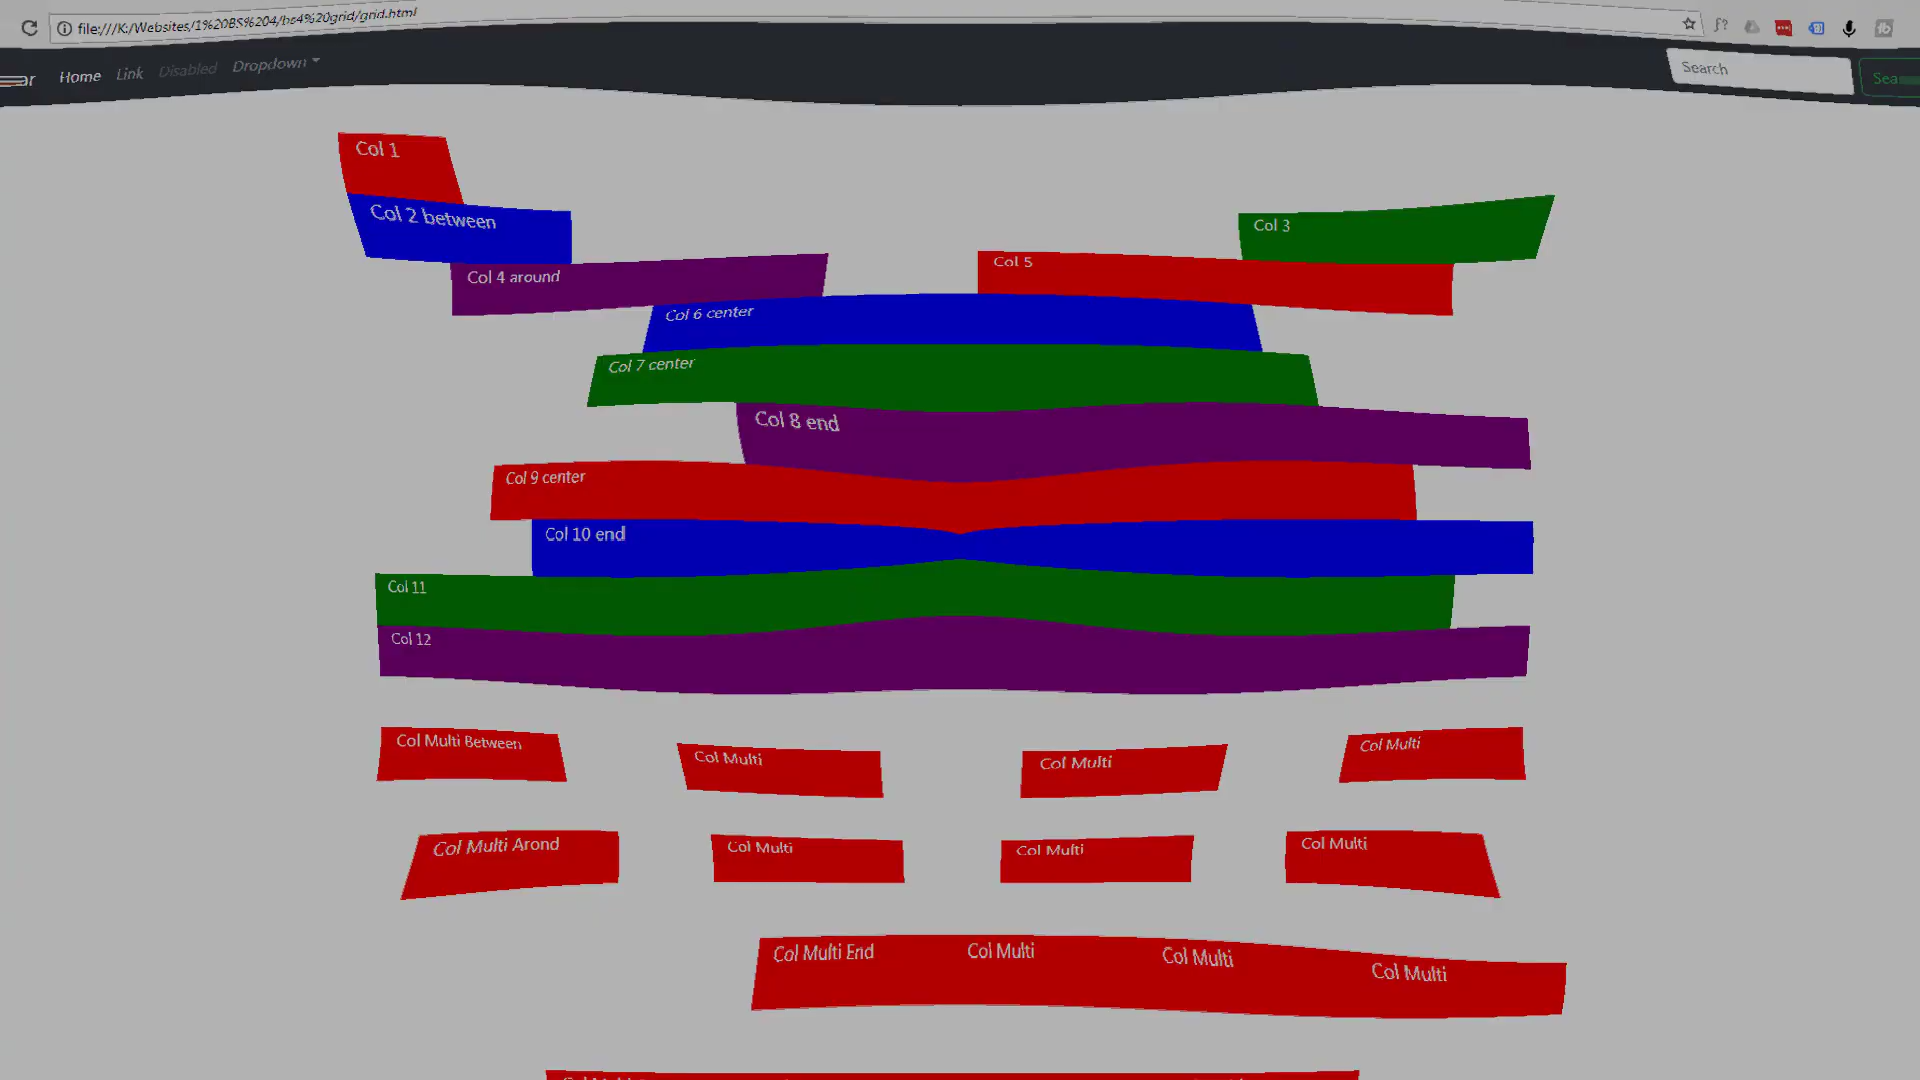 file:///K:/Websites/1%20BS%204/bs4%20grid/grid.html
f?
ar Home Link Disabled Dropdown Search Sea
Col 1
Col 2 between Col 3
Col 4 around Col 5
Col 6 center
Col 7 center
Col 8 end
Col 9 center
Col 10 end
Col 11
Col 12
Col Multi Between Col Multi Col Multi Col Multi
Col Multi Arond Col Multi Col Multi Col Multi
Col Multi End Col Multi Col Multi Col Multi